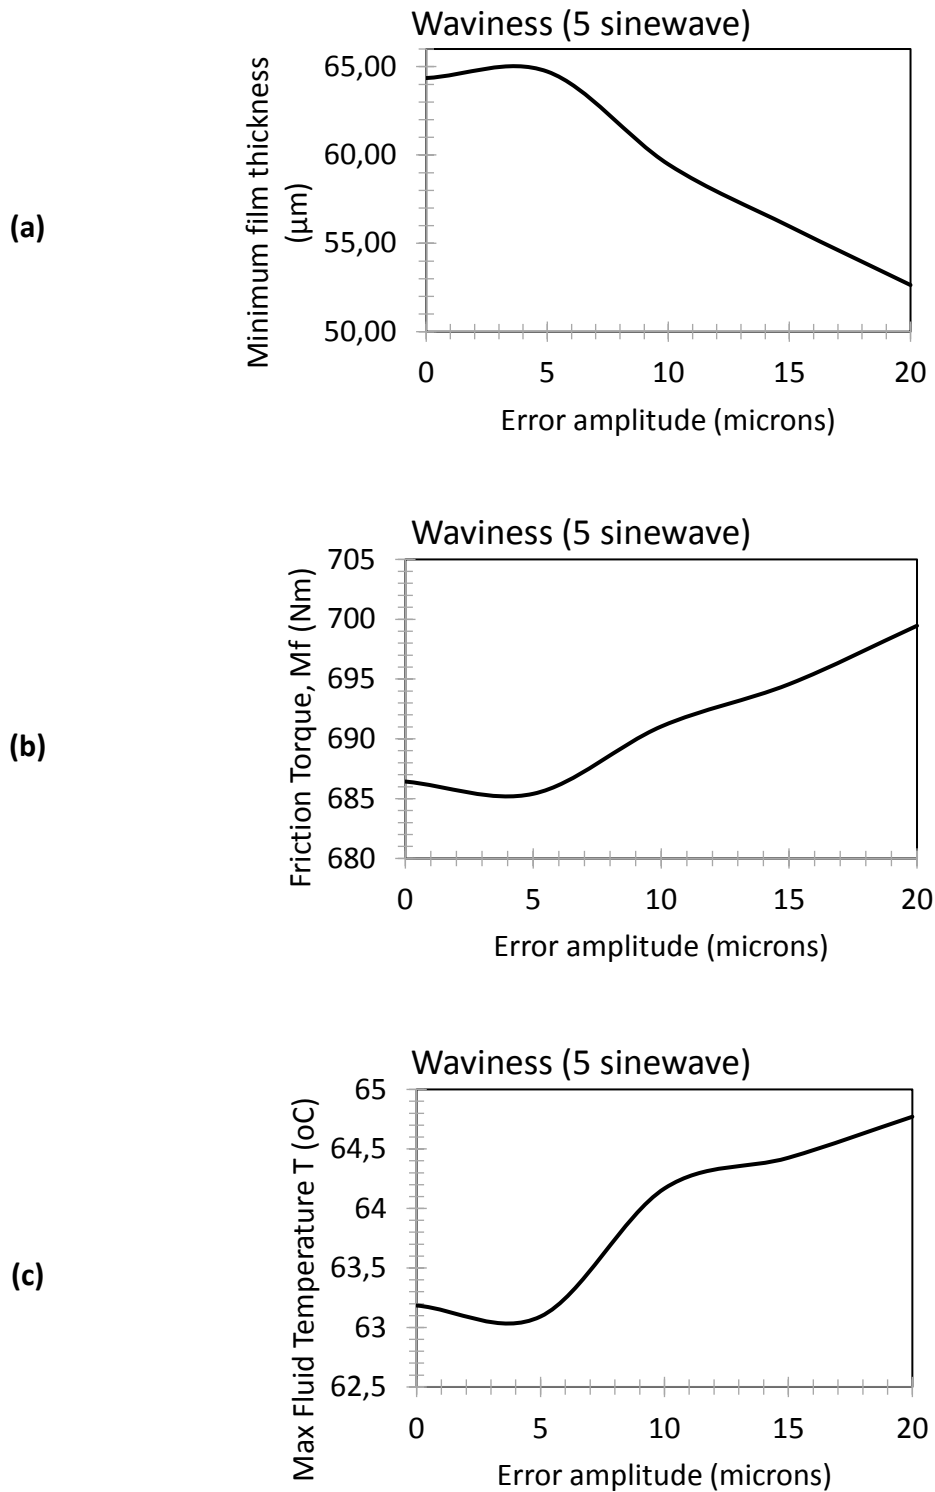 Waviness (5 sinewave)
(a)
Minimum film thickness
(μm)
65,00
60,00
55,00
50,00
0 5 10 15 20
Error amplitude (microns)
Waviness (5 sinewave)
(b)
Friction Torque, Mf (Nm)
705
700
695
690
685
680
0 5 10 15 20
Error amplitude (microns)
Waviness (5 sinewave)
(c)
Max Fluid Temperature T (oC)
65
64,5
64
63,5
63
62,5
0 5 10 15 20
Error amplitude (microns)